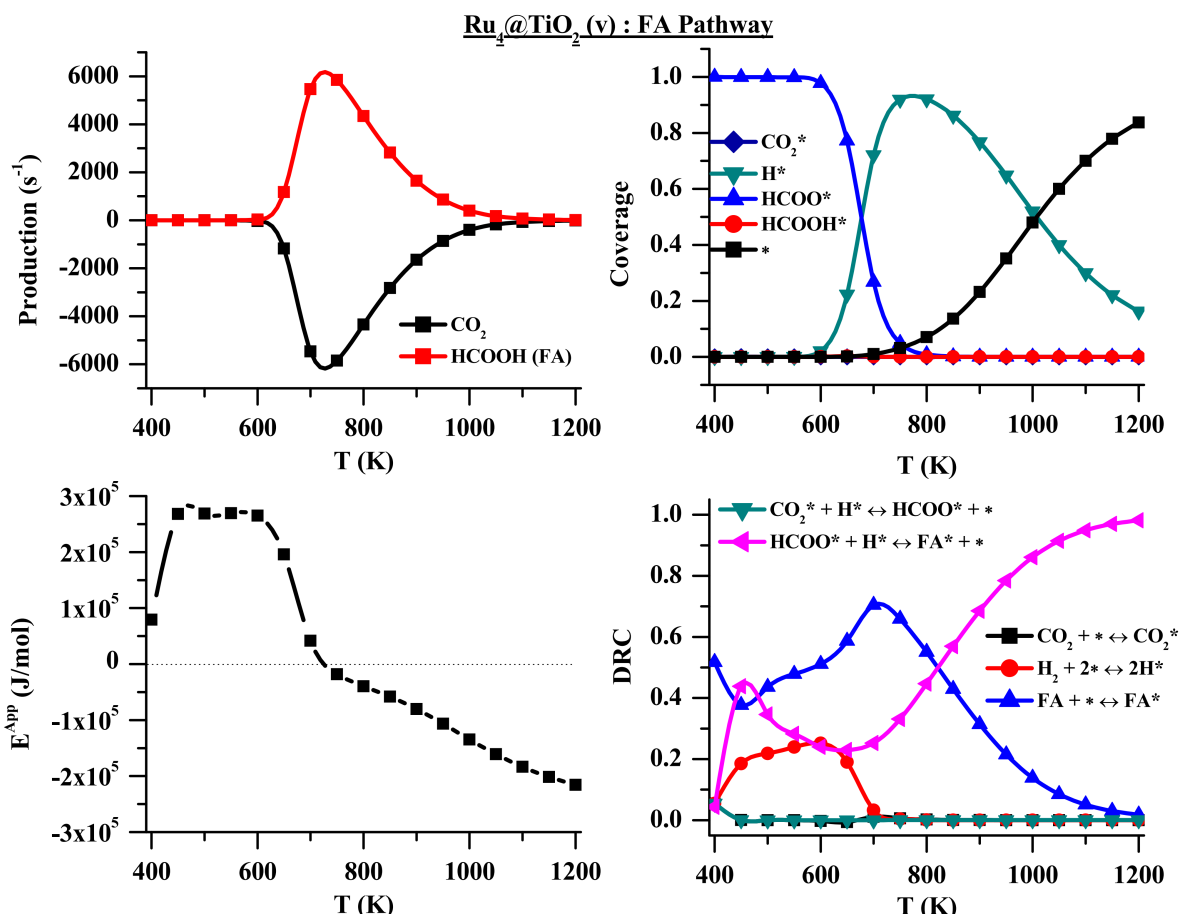 Ru₄@TiO₂ (v) : FA Pathway
Production (s⁻¹)
6000
4000
2000
0
-2000
-4000
-6000
CO₂
HCOOH (FA)
400 600 800 1000 1200
T (K)
Coverage
1.0
0.8
0.6
0.4
0.2
0.0
CO₂*
H*
HCOO*
HCOOH*
*
400 600 800 1000 1200
T (K)
Eᴬᵖᵖ (J/mol)
3x10⁵
2x10⁵
1x10⁵
0
-1x10⁵
-2x10⁵
-3x10⁵
400 600 800 1000 1200
T (K)
DRC
CO₂* + H* ↔ HCOO* + *
HCOO* + H* ↔ FA* + *
1.0
0.8
0.6
0.4
0.2
0.0
CO₂ + * ↔ CO₂*
H₂ + 2* ↔ 2H*
FA + * ↔ FA*
400 600 800 1000 1200
T (K)